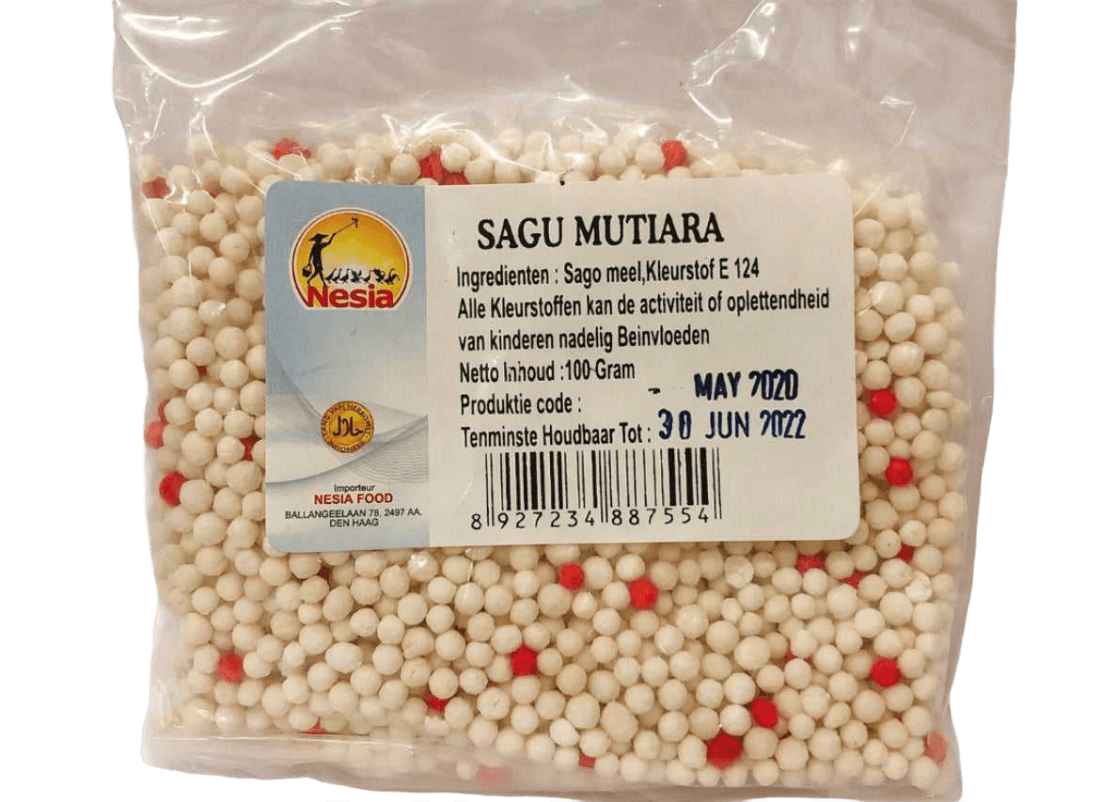 SAGU MUTIARA
Ingredienten : Sago meel,Kleurstof E 124
Alle Kleurstoffen kan de activiteit of oplettendheid
van kinderen nadelig Beinvloeden
Netto Inhoud :100 Gram
Produktie code : - MAY 2020
Tenminste Houdbaar Tot : 30 JUN 2022
8 927234 887554
Nesia
حلال
Importeur
NESIA FOOD
BALLANGEELAAN 78, 2497 AA.
DEN HAAG